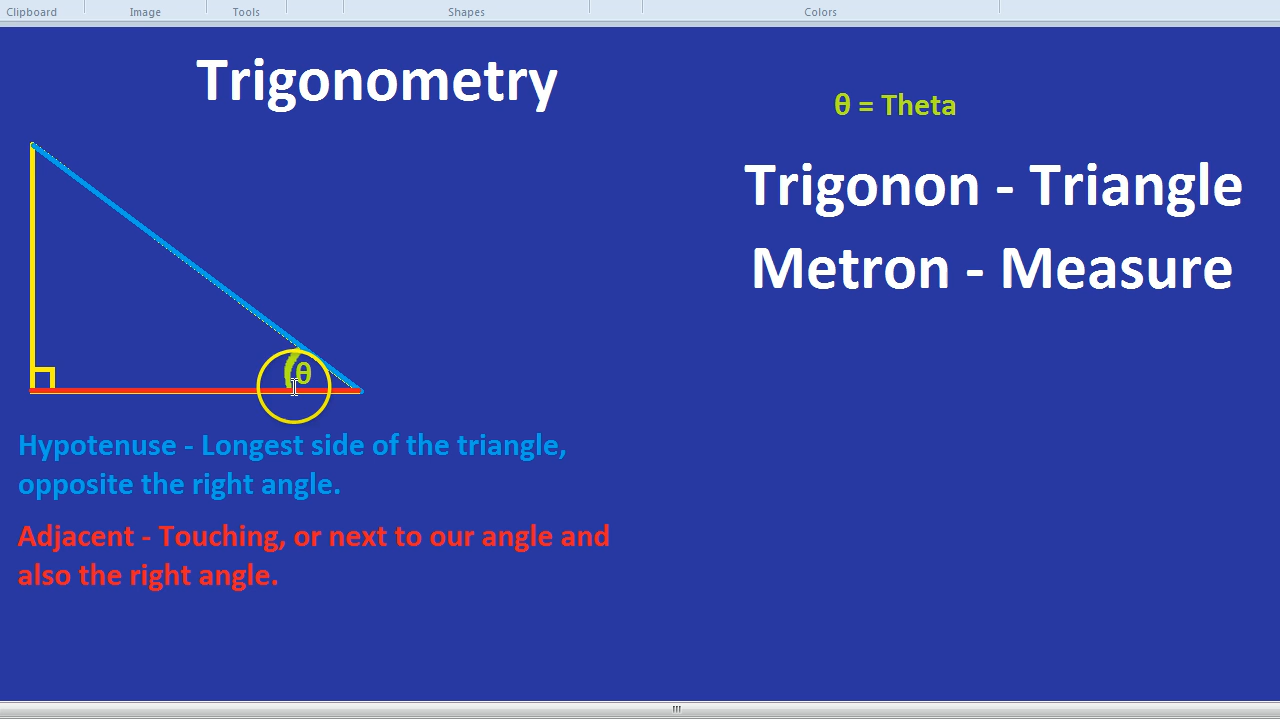 Clipboard Image Tools Shapes Colors
Trigonometry
θ = Theta
Trigonon - Triangle
Metron - Measure
θ
Hypotenuse - Longest side of the triangle,
opposite the right angle.
Adjacent - Touching, or next to our angle and
also the right angle.